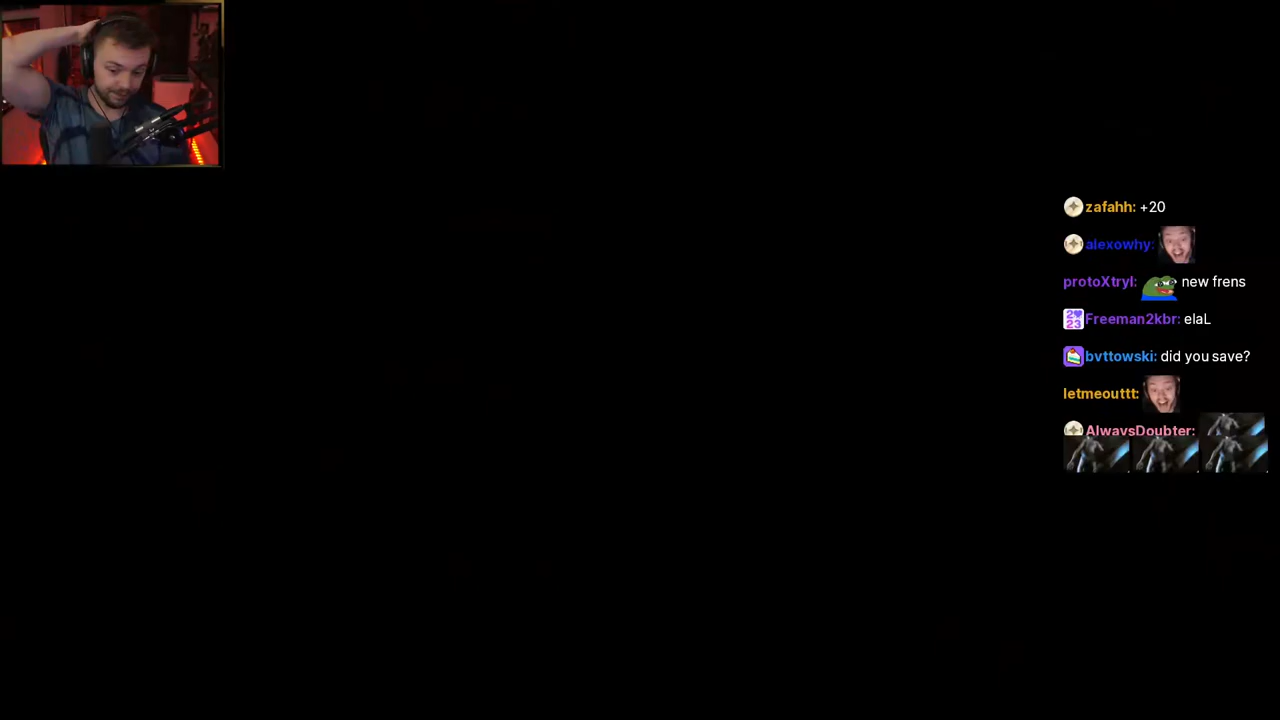 zafahh: +20
alexowhy:
protoXtryl: new frens
Freeman2kbr: elaL
bvttowski: did you save?
letmeouttt:
AlwaysDoubter: